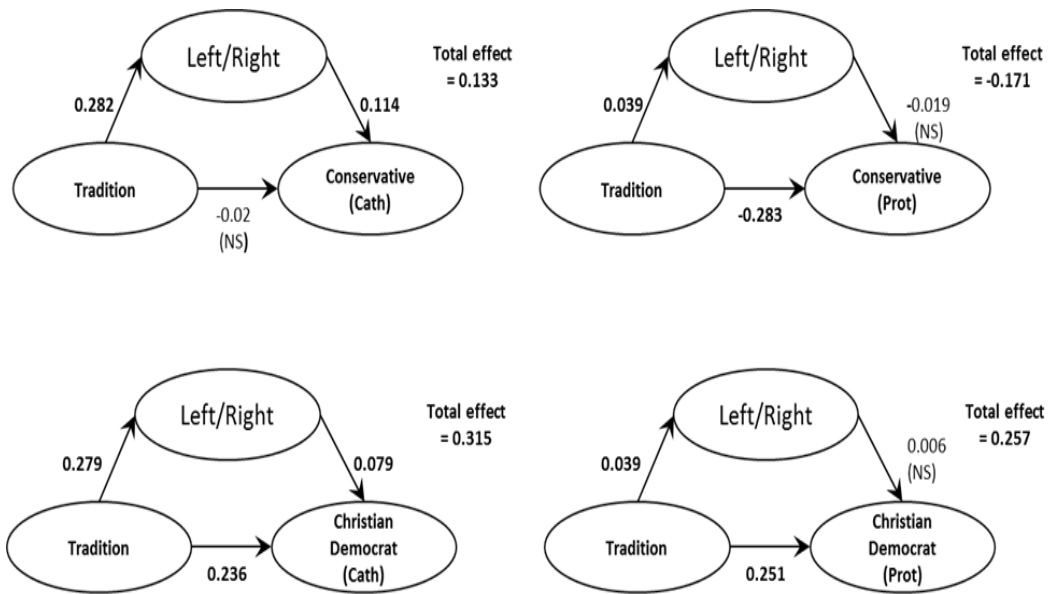 Left/Right
Total effect
= 0.133
0.282
0.114
Tradition
Conservative
(Cath)
-0.02
(NS)
Left/Right
Total effect
= -0.171
0.039
-0.019
(NS)
Tradition
Conservative
(Prot)
-0.283
Left/Right
Total effect
= 0.315
0.279
0.079
Tradition
Christian
Democrat
(Cath)
0.236
Left/Right
Total effect
= 0.257
0.039
0.006
(NS)
Tradition
Christian
Democrat
(Prot)
0.251